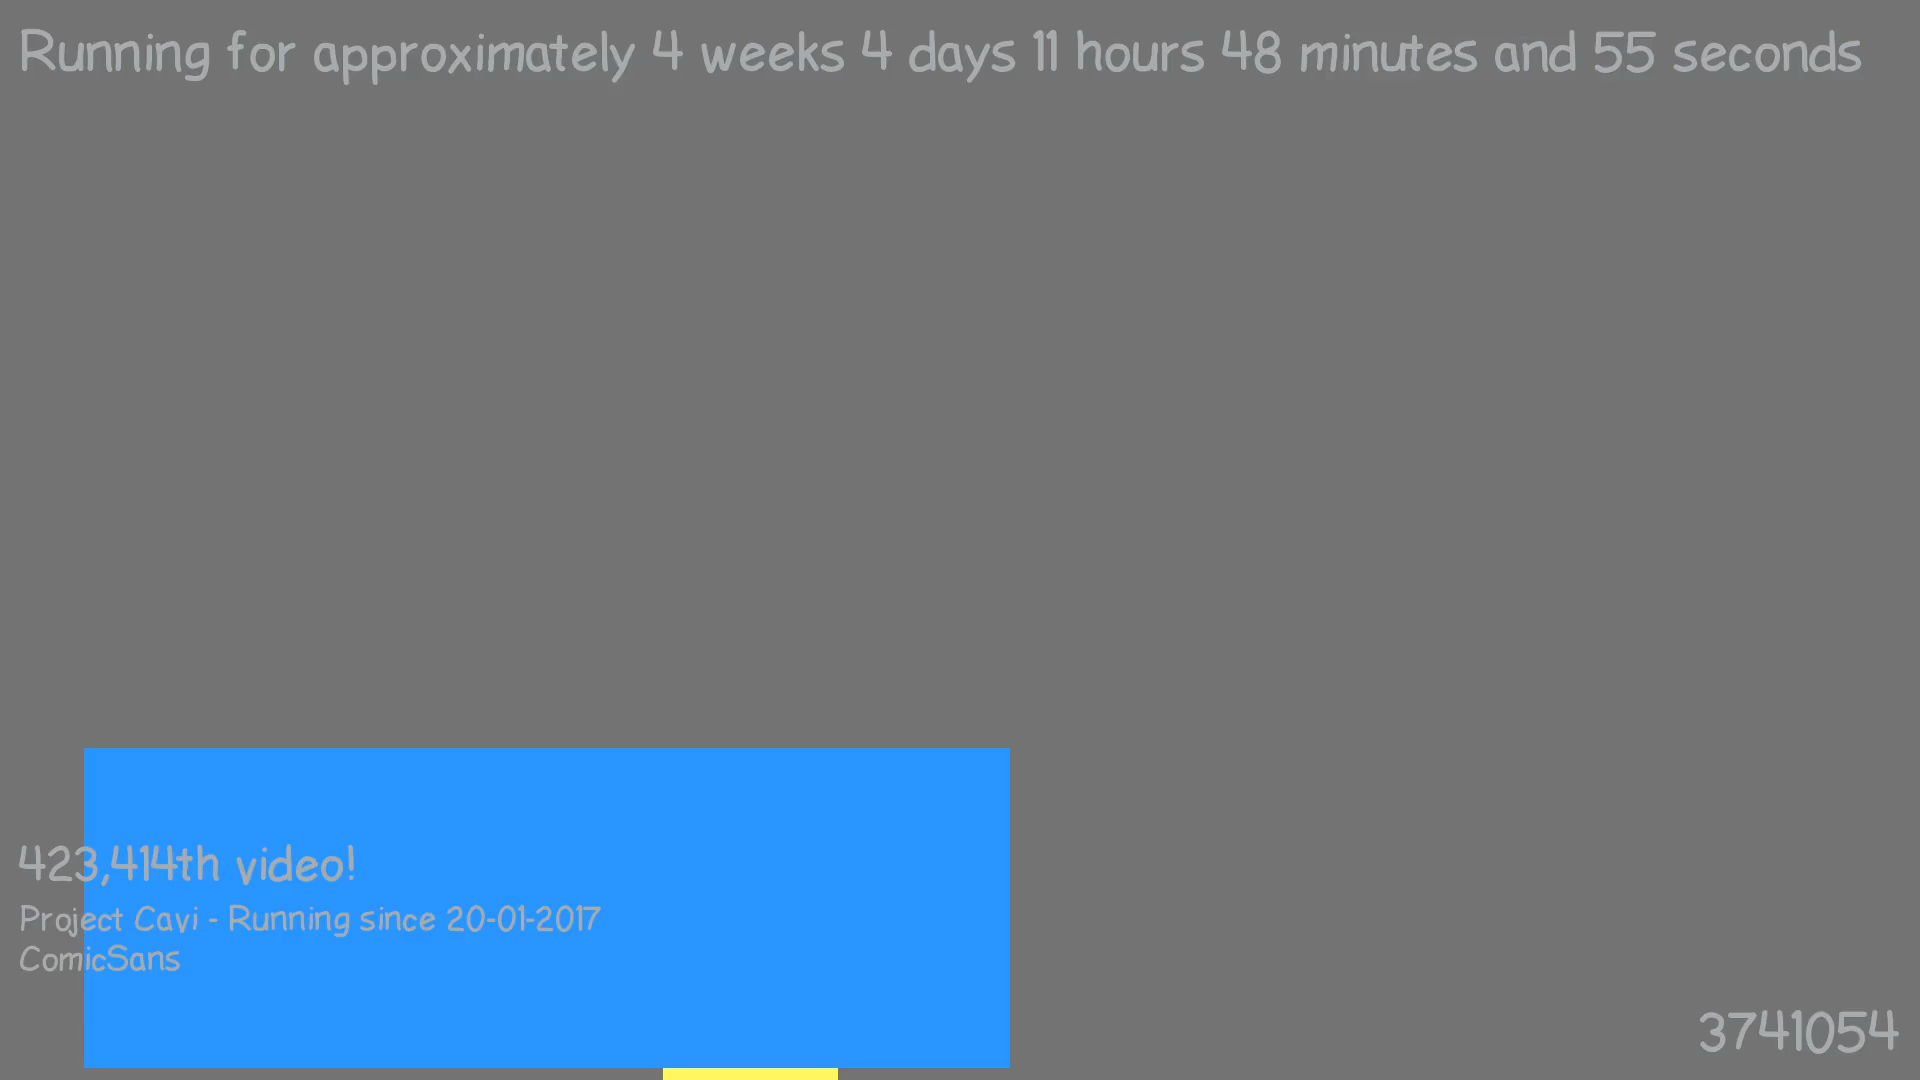 Running for approximately 4 weeks 4 days 11 hours 48 minutes and 55 seconds
423,414th video!
Project Cavi - Running since 20-01-2017
ComicSans
3741054